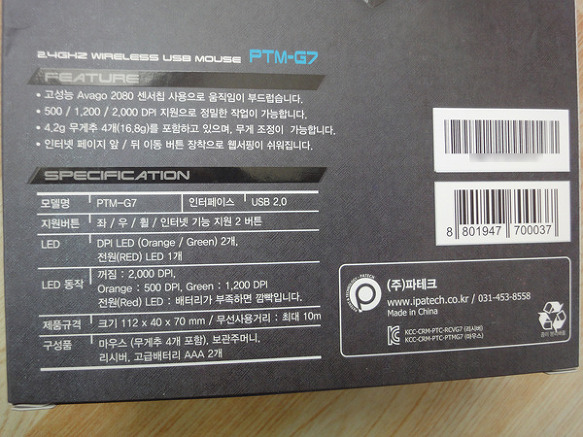 2.4GHZ WIRELESS USB MOUSE PTM-G7
FEATURE
• 고성능 Avago 2080 센서칩 사용으로 움직임이 부드럽습니다.
• 500 / 1,200 / 2,000 DPI 지원으로 정밀한 작업이 가능합니다.
• 4.2g 무게추 4개(16.8g)를 포함하고 있으며, 무게 조정이 가능합니다.
• 인터넷 페이지 앞 / 뒤 이동 버튼 장착으로 웹서핑이 쉬워집니다.
SPECIFICATION
모델명 PTM-G7 인터페이스 USB 2.0
지원버튼 좌 / 우 / 휠 / 인터넷 기능 지원 2 버튼
LED DPI LED (Orange / Green) 2개,
전원(RED) LED 1개
LED 동작 꺼짐 : 2,000 DPI,
Orange : 500 DPI, Green : 1,200 DPI
전원(Red) LED : 배터리가 부족하면 깜빡입니다.
제품규격 크기 112 x 40 x 70 mm / 무선사용거리 : 최대 10m
구성품 마우스 (무게추 4개 포함), 보관주머니,
리시버, 고급배터리 AAA 2개
8 801947 700037
(주)파테크
www.ipatech.co.kr / 031-453-8558
Made in China
KCC-CRM-PTC-RCVG7 (리시버)
KCC-CRM-PTC-PTMG7 (마우스)